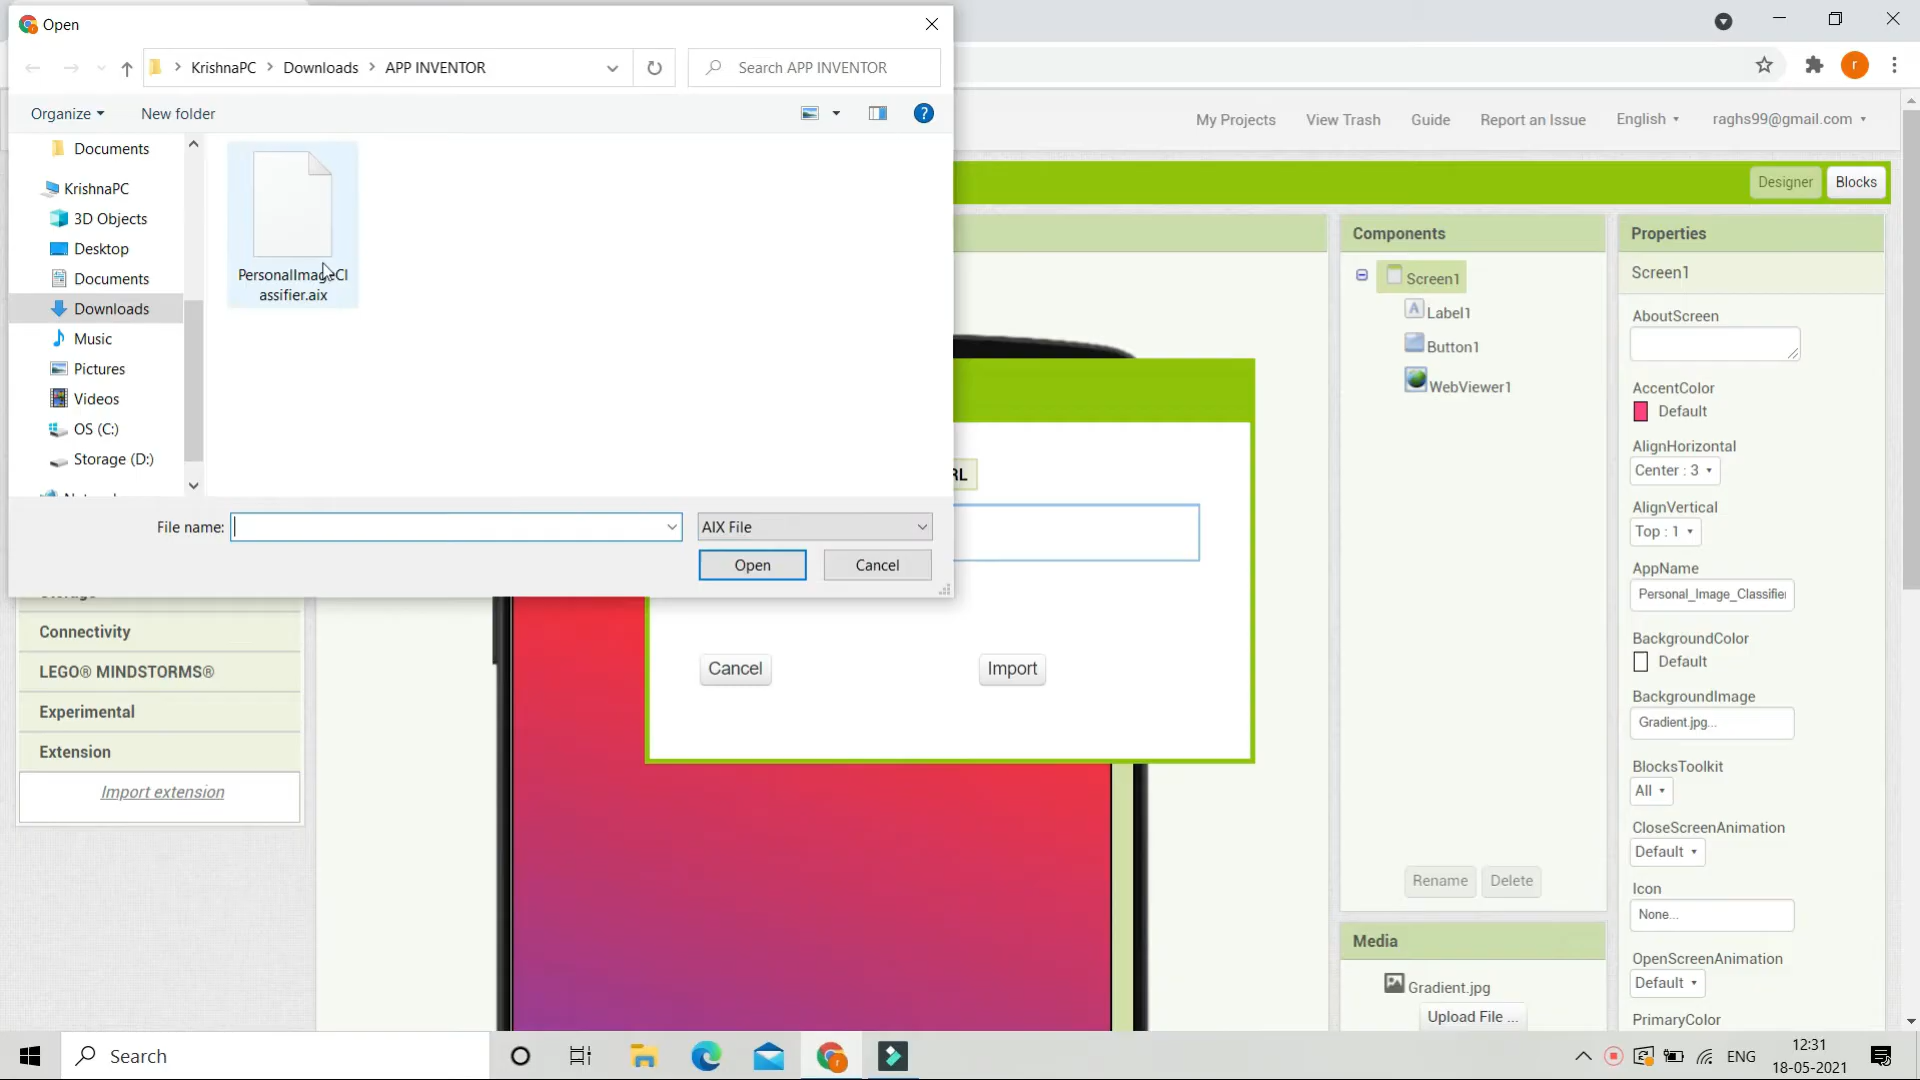 Open
KrishnaPC
Downloads
APP INVENTOR
Search APP INVENTOR
Organize
New folder
Documents
KrishnaPC
3D Objects
Desktop
Documents
Downloads
Music
Pictures
Videos
OS (C:)
Storage (D:)
PersonalImageCl
assifier.aix
File name:
AIX File
Open
Cancel
r
My Projects
View Trash
Guide
Report an Issue
English
raghs99@gmail.com
Designer
Blocks
RL
Cancel
Import
Connectivity
LEGO® MINDSTORMS®
Experimental
Extension
Import extension
Components
Screen1
Label1
Button1
WebViewer1
Rename
Delete
Media
Gradient.jpg
Upload File ...
Properties
Screen1
AboutScreen
AccentColor
Default
AlignHorizontal
Center : 3
AlignVertical
Top : 1
AppName
Personal_Image_Classifier
BackgroundColor
Default
BackgroundImage
Gradient.jpg...
BlocksToolkit
All
CloseScreenAnimation
Default
Icon
None...
OpenScreenAnimation
Default
PrimaryColor
Search
ENG
12:31
18-05-2021